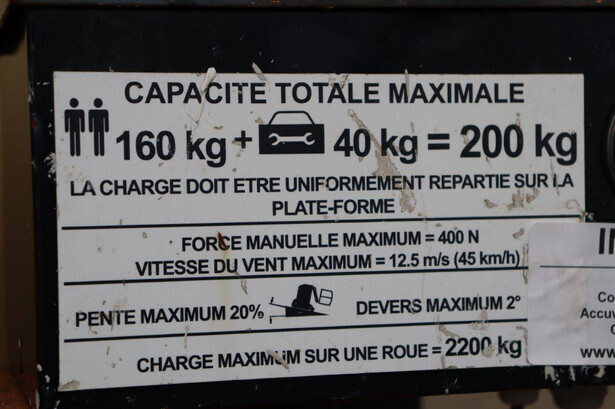 CAPACITE TOTALE MAXIMALE
160 kg + 40 kg = 200 kg
LA CHARGE DOIT ETRE UNIFORMEMENT REPARTIE SUR LA
PLATE-FORME
FORCE MANUELLE MAXIMUM = 400 N
VITESSE DU VENT MAXIMUM = 12.5 m/s (45 km/h)
PENTE MAXIMUM 20% DEVERS MAXIMUM 2°
CHARGE MAXIMUM SUR UNE ROUE = 2200 kg
www.